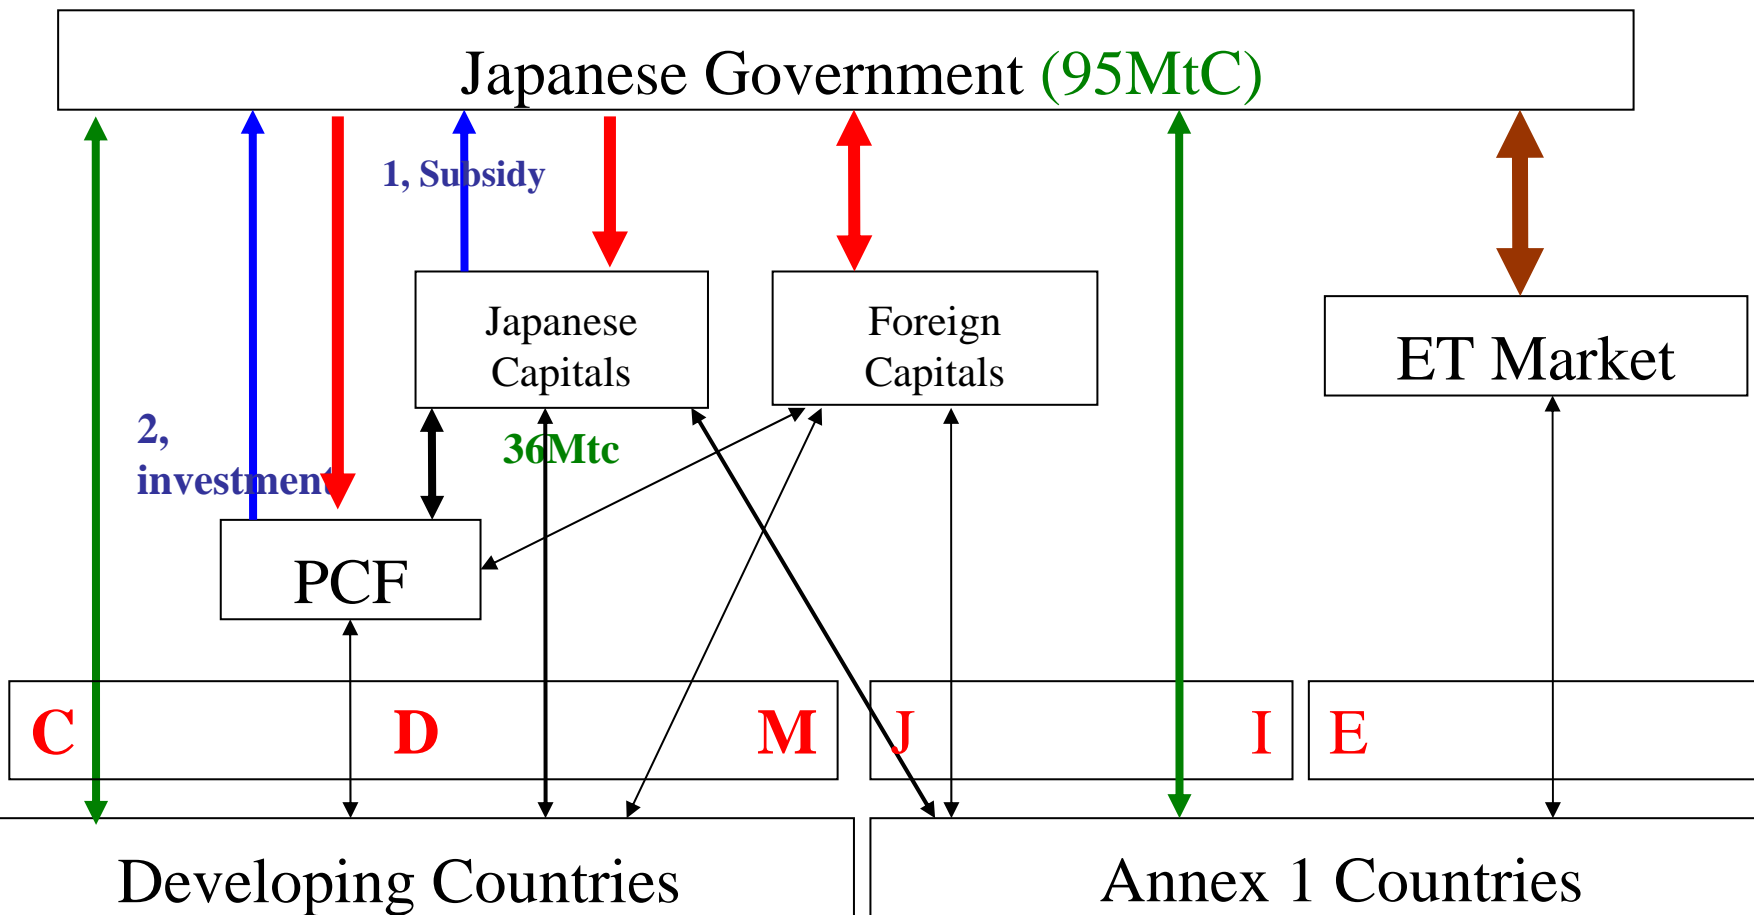 Japanese Government (95MtC)
1, Subsidy
Japanese
Capitals
Foreign
Capitals
ET Market
2,
investment
36Mtc
PCF
C D M J I E
Developing Countries
Annex 1 Countries